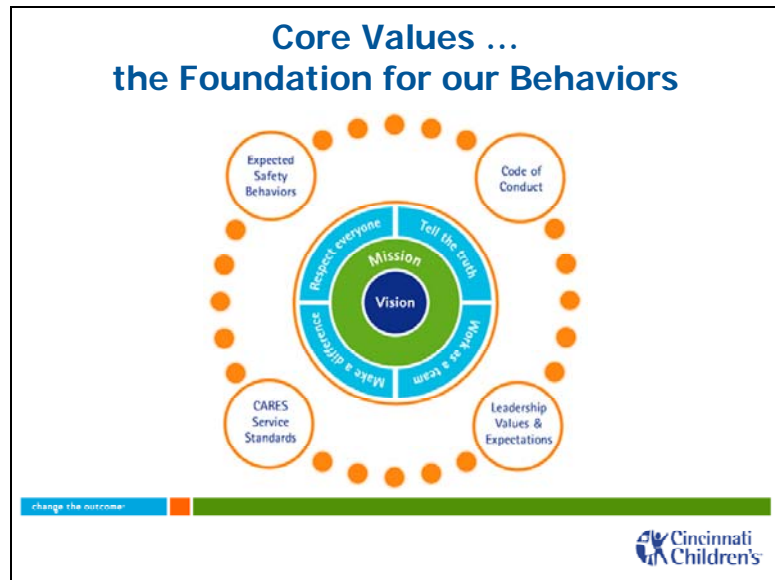 Core Values ...
the Foundation for our Behaviors
Expected
Safety
Behaviors
Code of
Conduct
Respect everyone
Tell the truth
Mission
Vision
Make a difference
Work as a team
CARES
Service
Standards
Leadership
Values &
Expectations
change the outcome
Cincinnati
Children's